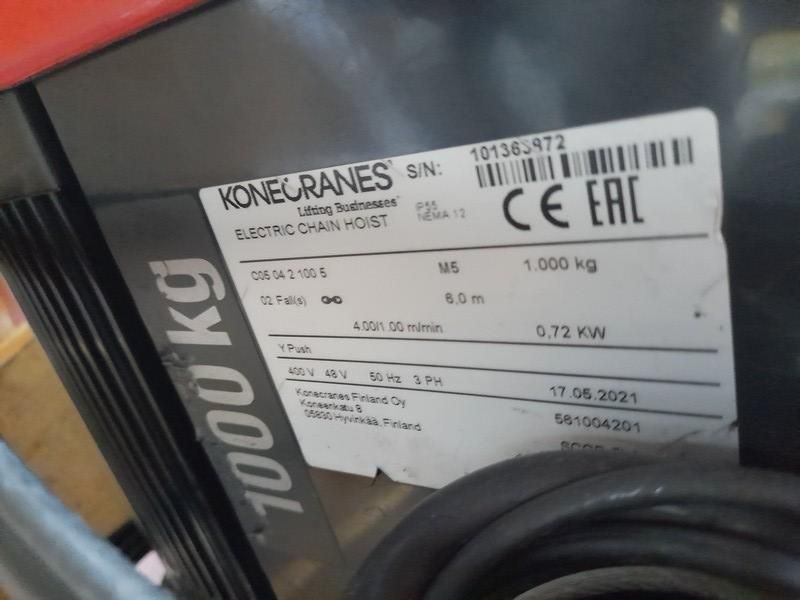 KONECRANES®
Lifting Businesses™
ELECTRIC CHAIN HOIST
S/N:
IP55
NEMA 12
CE EAC
C05 04 2 100 5 M5 1.000 kg
02 Fall(s) 6,0 m
4.00/1.00 m/min 0,72 KW
Y Push
400 V 48 V 50 Hz 3 PH 17.05.2021
Konecranes Finland Oy 561004201
Koneenkatu 8
05830 Hyvinkää, Finland
1000 kg